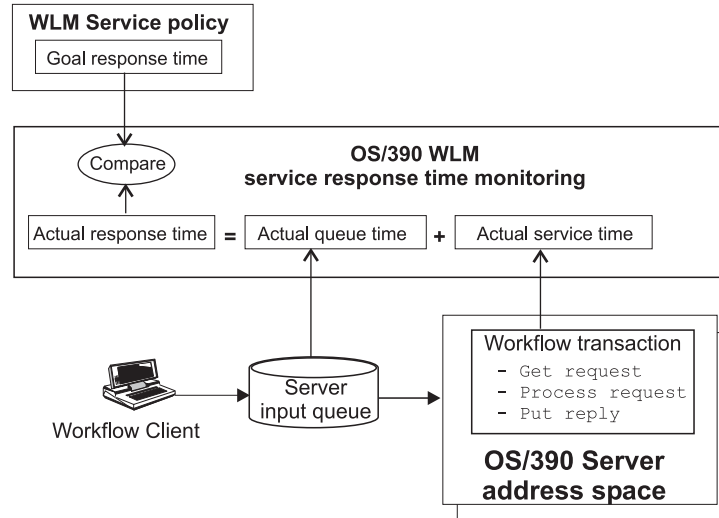 WLM Service policy
Goal response time
Compare
OS/390 WLM
service response time monitoring
Actual response time = Actual queue time + Actual service time
Workflow Client
Server
input queue
Workflow transaction
- Get request
- Process request
- Put reply
OS/390 Server
address space